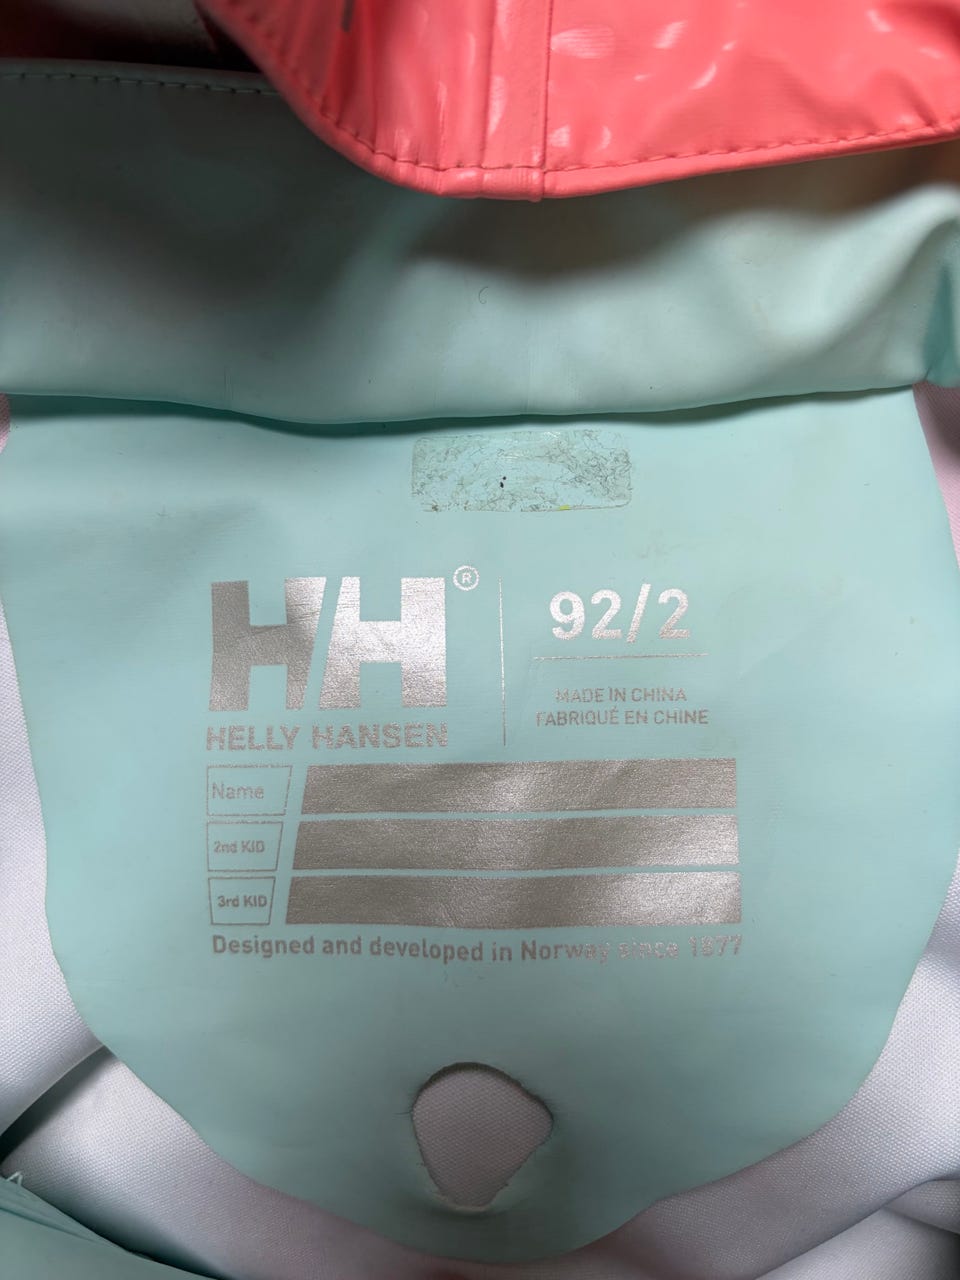 HH®
HELLY HANSEN
92/2
MADE IN CHINA
FABRIQUÉ EN CHINE
Name
2nd KID
3rd KID
Designed and developed in Norway since 1877